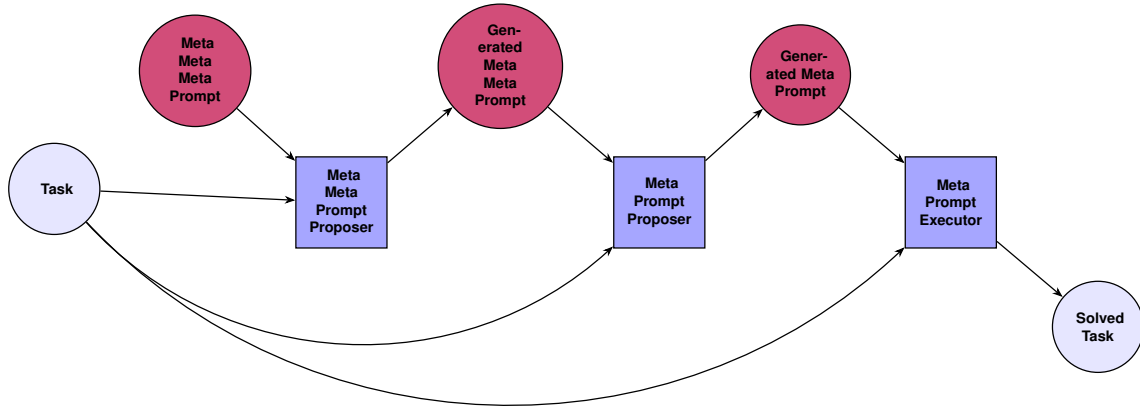 Meta
Meta
Meta
Prompt
Gen-
erated
Meta
Meta
Prompt
Gener-
ated Meta
Prompt
Task
Meta
Meta
Prompt
Proposer
Meta
Prompt
Proposer
Meta
Prompt
Executor
Solved
Task